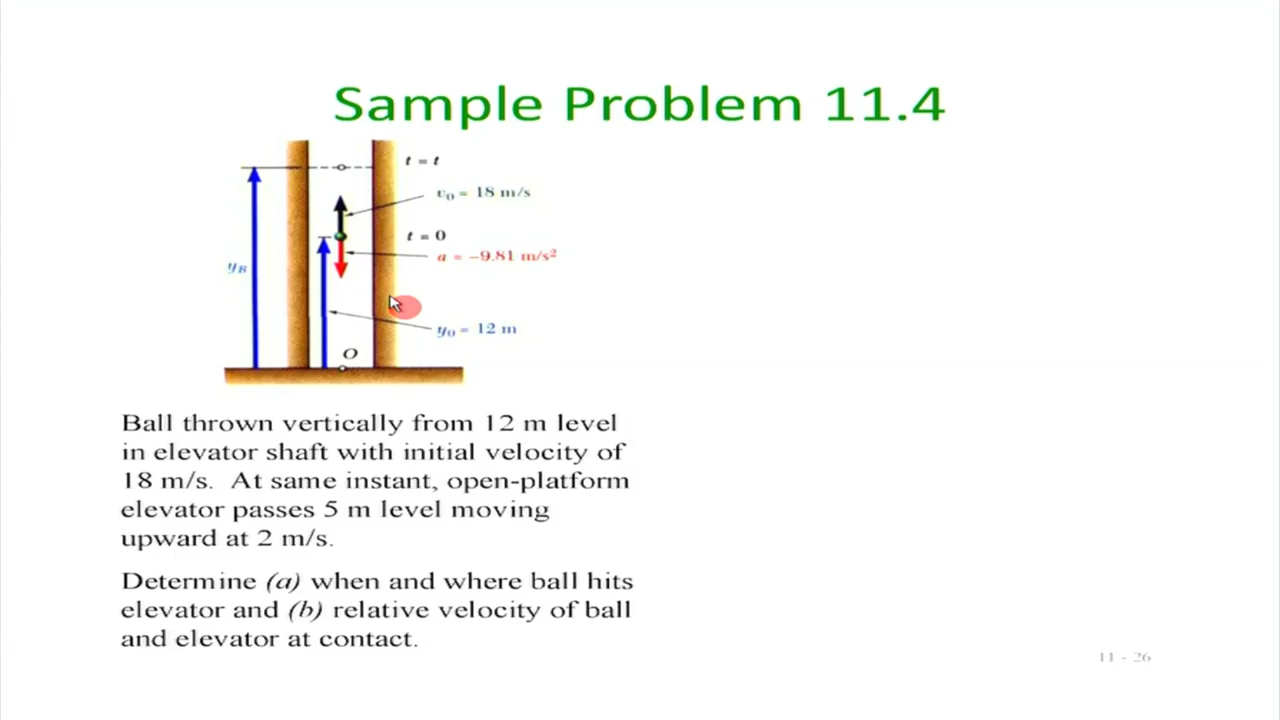 Sample Problem 11.4
t = t
v₀ = 18 m/s
t = 0
a = −9.81 m/s²
y_B
y₀ = 12 m
O
Ball thrown vertically from 12 m level
in elevator shaft with initial velocity of
18 m/s. At same instant, open-platform
elevator passes 5 m level moving
upward at 2 m/s.
Determine (a) when and where ball hits
elevator and (b) relative velocity of ball
and elevator at contact.
11 - 26